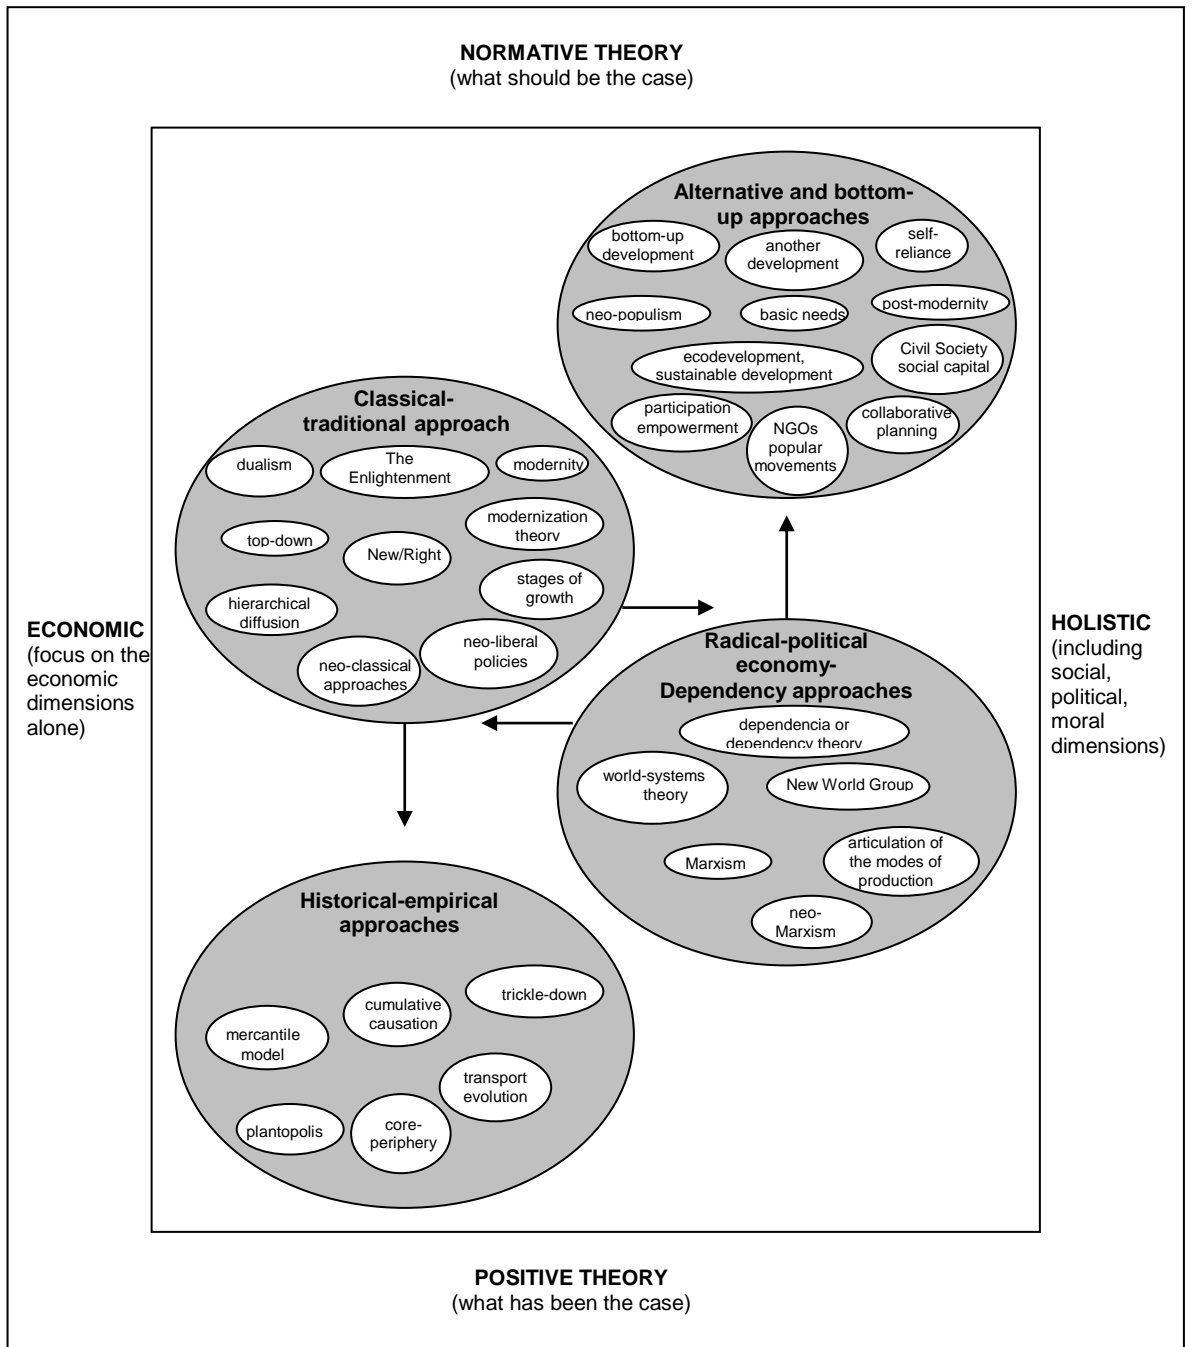 NORMATIVE THEORY
(what should be the case)
Alternative and bottom-
up approaches
bottom-up
development
another
development
self-
reliance
neo-populism
basic needs
post-modernity
ecodevelopment,
sustainable development
Civil Society
social capital
participation
empowerment
NGOs
popular
movements
collaborative
planning
Classical-
traditional approach
dualism
The
Enlightenment
modernity
top-down
New/Right
modernization
theory
hierarchical
diffusion
stages of
growth
neo-classical
approaches
neo-liberal
policies
ECONOMIC
(focus on the
economic
dimensions
alone)
HOLISTIC
(including
social,
political,
moral
dimensions)
Radical-political
economy-
Dependency approaches
dependencia or
dependency theory
world-systems
theory
New World Group
Marxism
articulation of
the modes of
production
neo-
Marxism
Historical-empirical
approaches
mercantile
model
cumulative
causation
trickle-down
transport
evolution
plantopolis
core-
periphery
POSITIVE THEORY
(what has been the case)